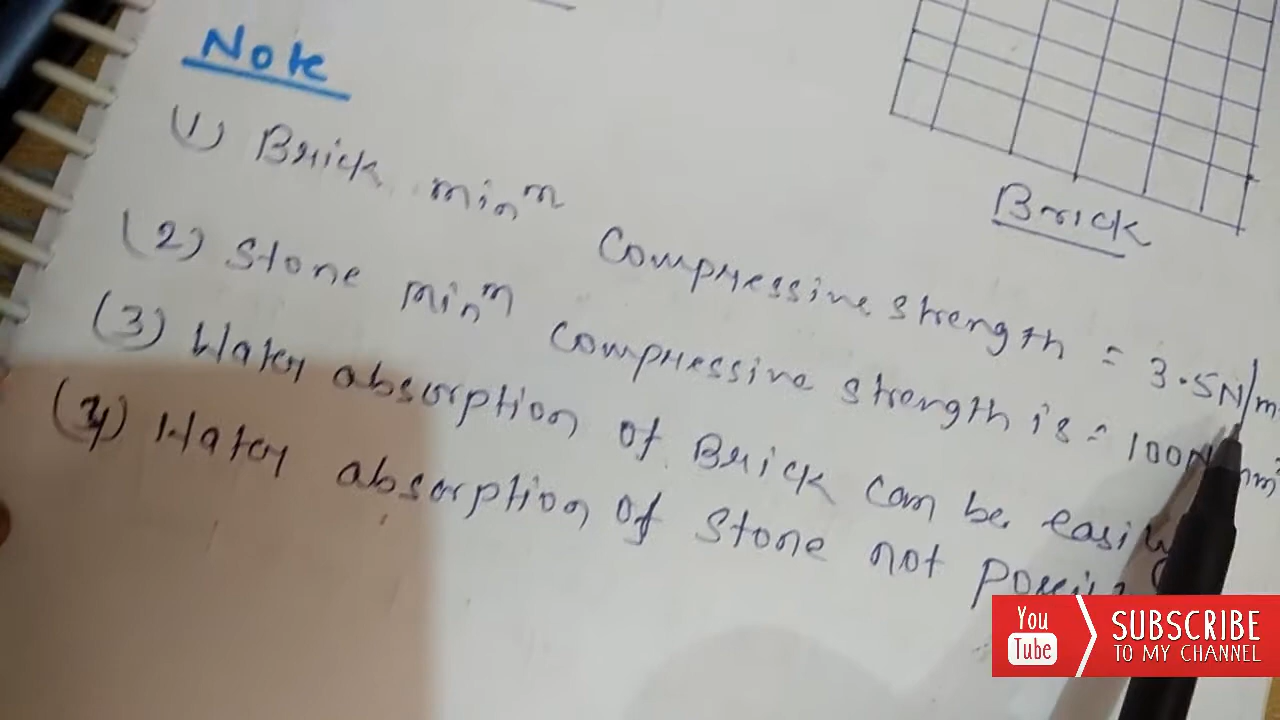 Note
Brick
(1) Brick minm Compressive strength = 3.5N/m
(2) Stone minm Compressive strength is = 100N
(3) Water absorption of Brick can be easily
(4) Water absorption of Stone not
You
Tube
SUBSCRIBE
TO MY CHANNEL